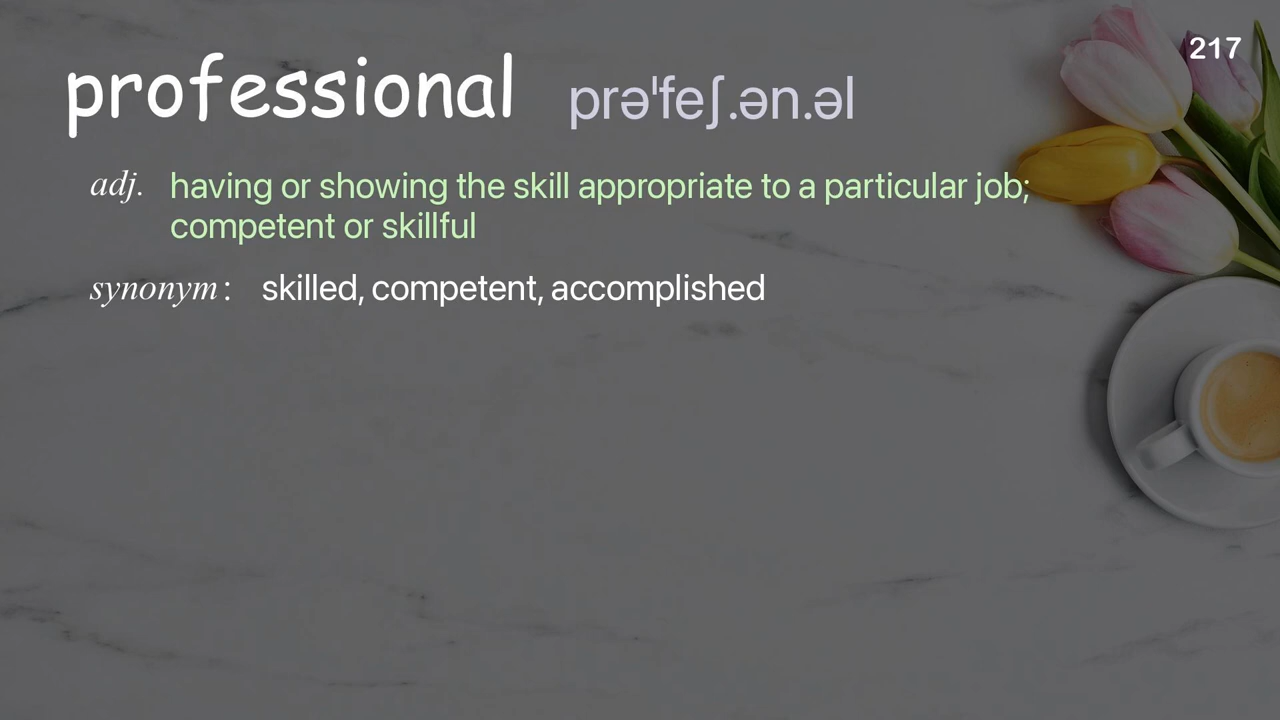 217
professional prəˈfeʃ.ən.əl
adj. having or showing the skill appropriate to a particular job;
competent or skillful
synonym: skilled, competent, accomplished